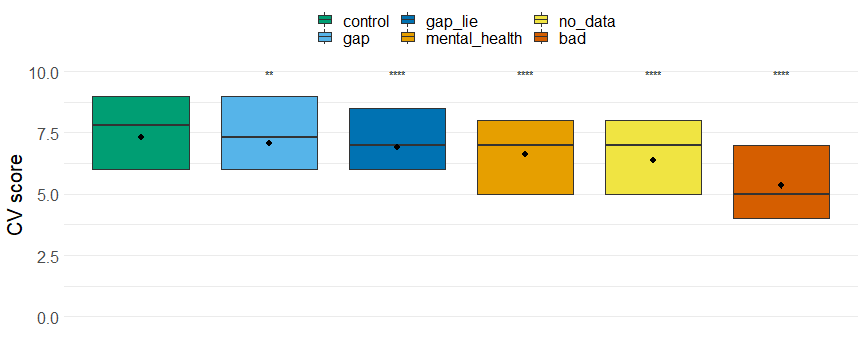 control gap_lie no_data
gap mental_health bad
10.0 ** **** **** **** ****
7.5
5.0
2.5
0.0
CV score